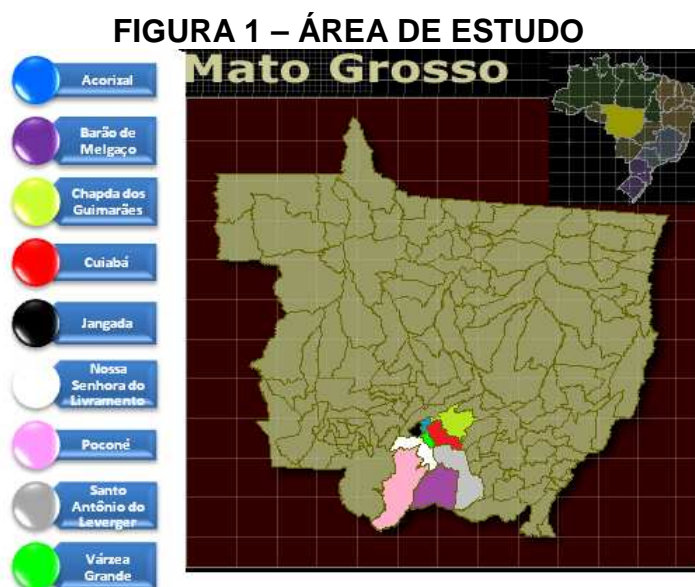 FIGURA 1 – ÁREA DE ESTUDO
Mato Grosso
Acorizal
Barão de
Melgaço
Chapda dos
Guimarães
Cuiabá
Jangada
Nossa
Senhora do
Livramento
Poconé
Santo
Antônio do
Leverger
Várzea
Grande